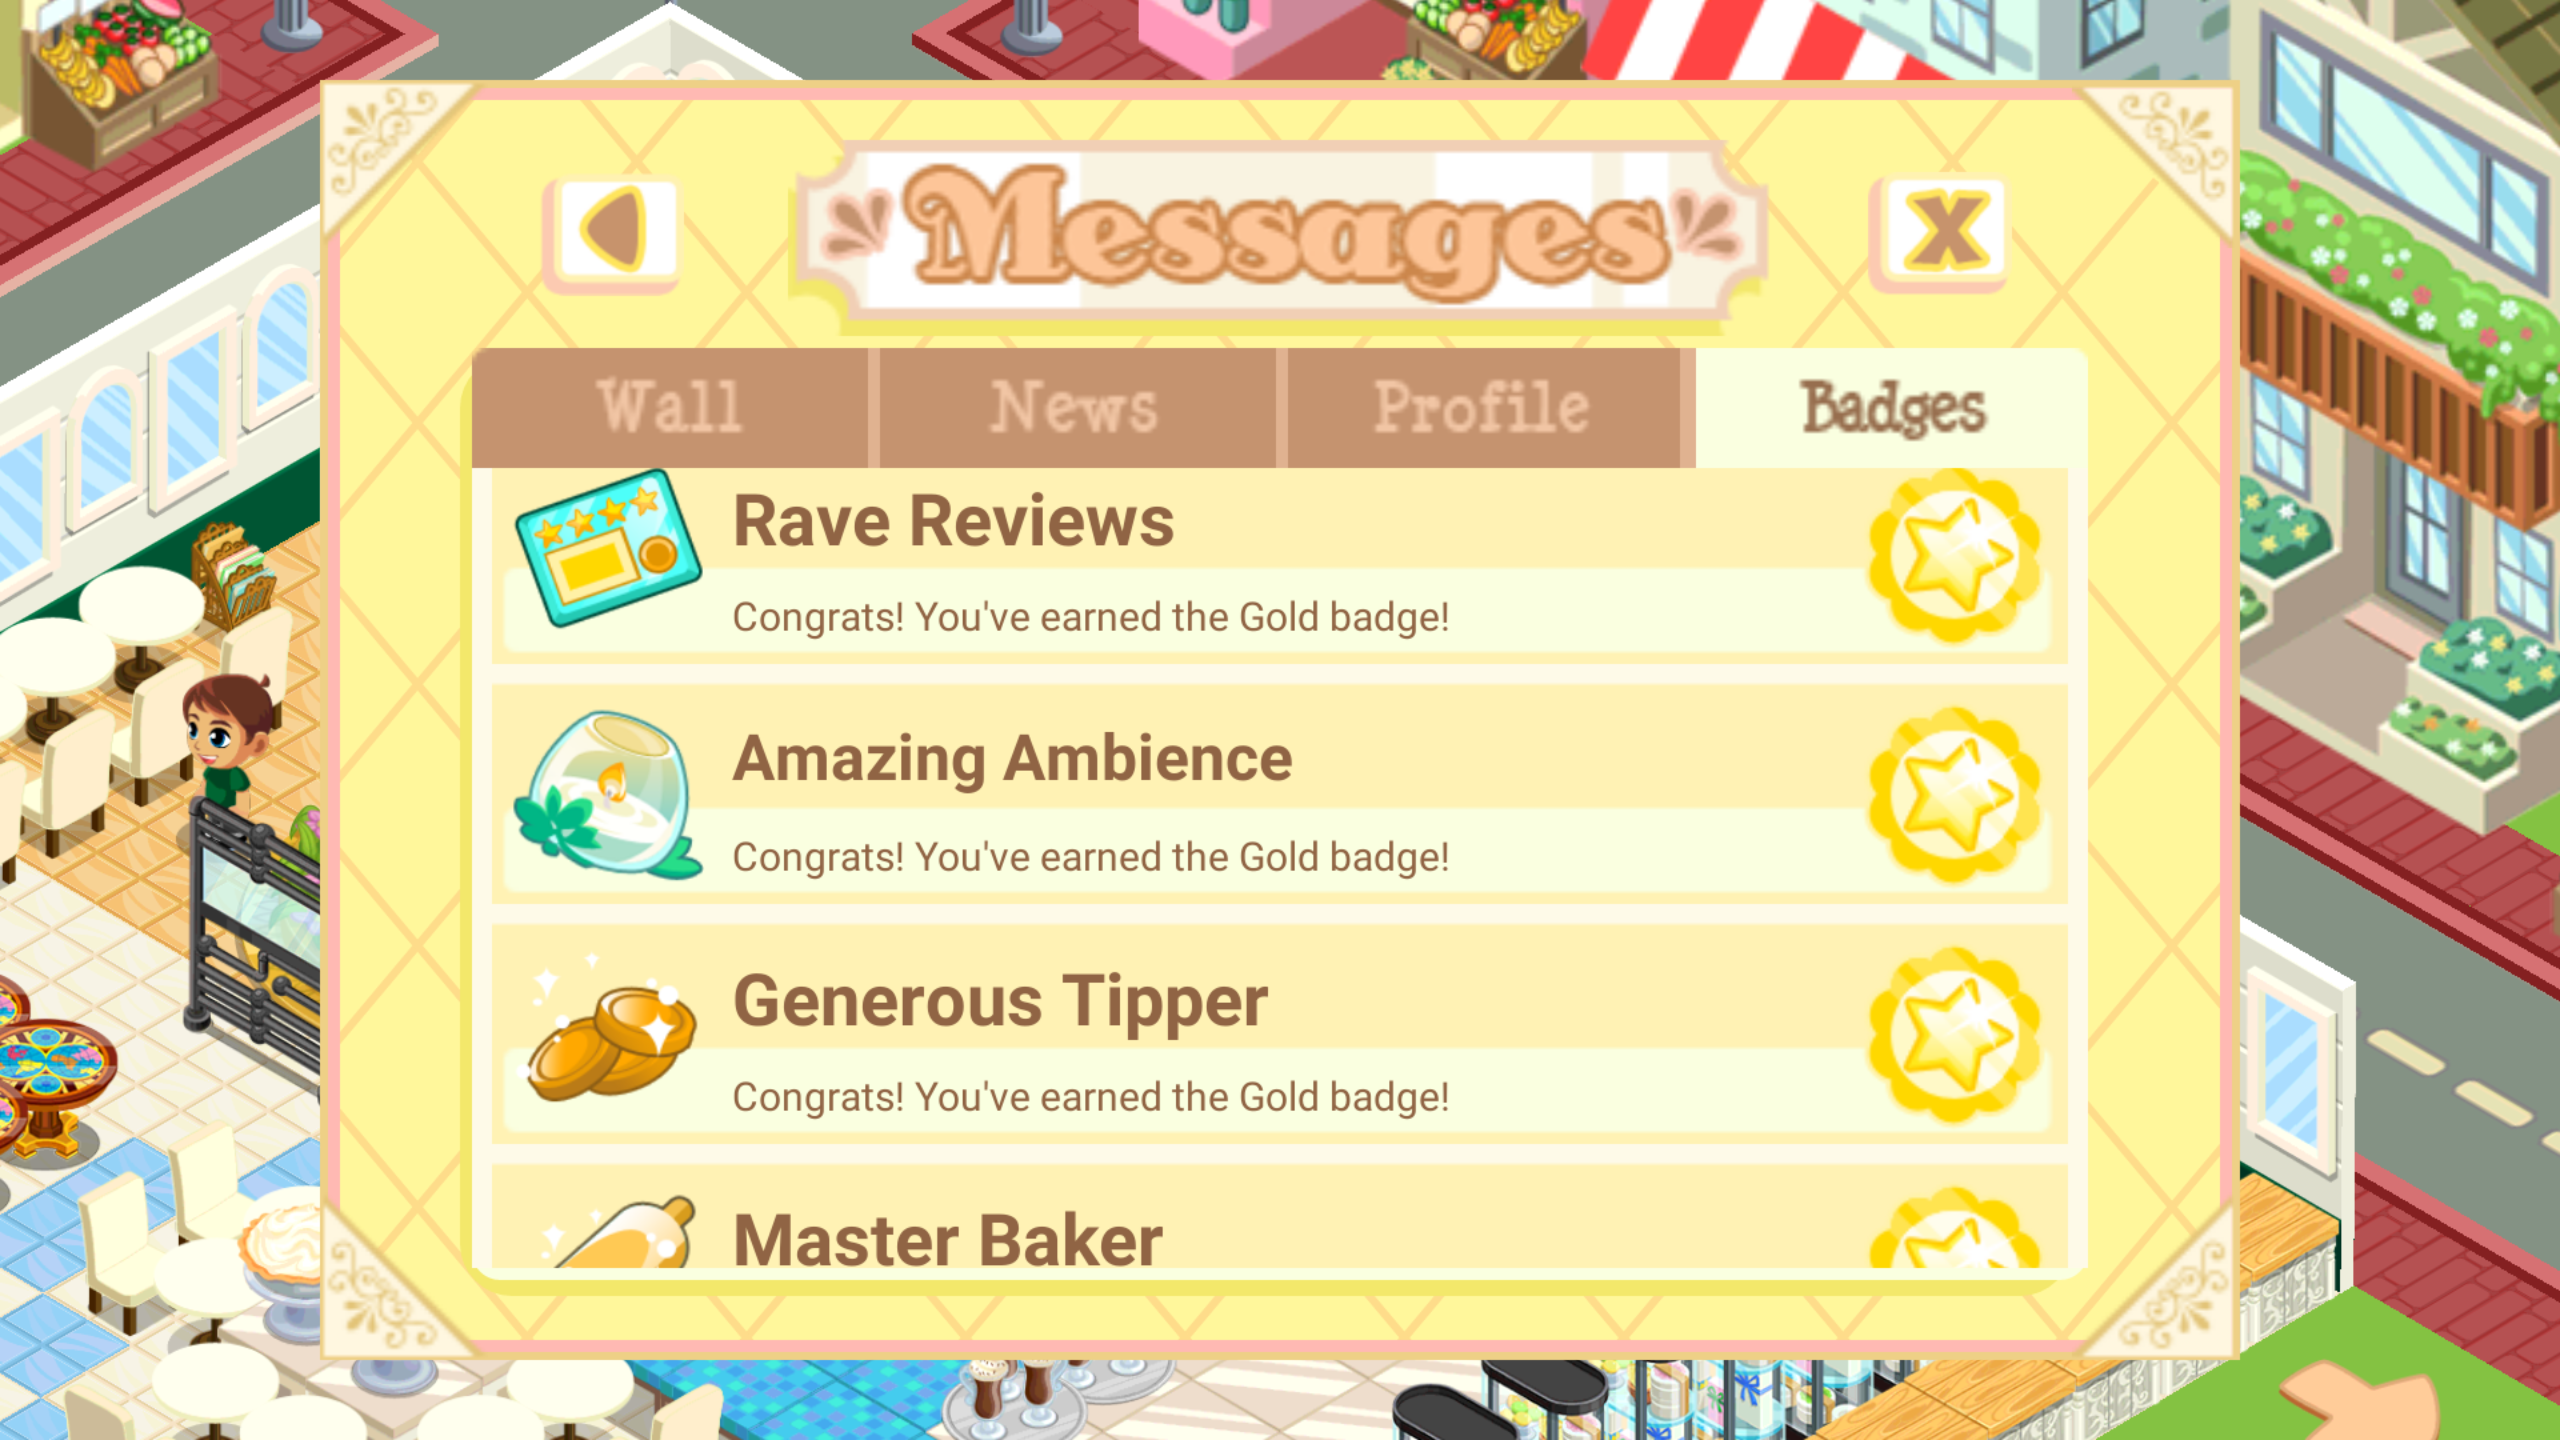 Messages
Wall
News
Profile
Badges
Rave Reviews
Congrats! You've earned the Gold badge!
Amazing Ambience
Congrats! You've earned the Gold badge!
Generous Tipper
Congrats! You've earned the Gold badge!
Master Baker